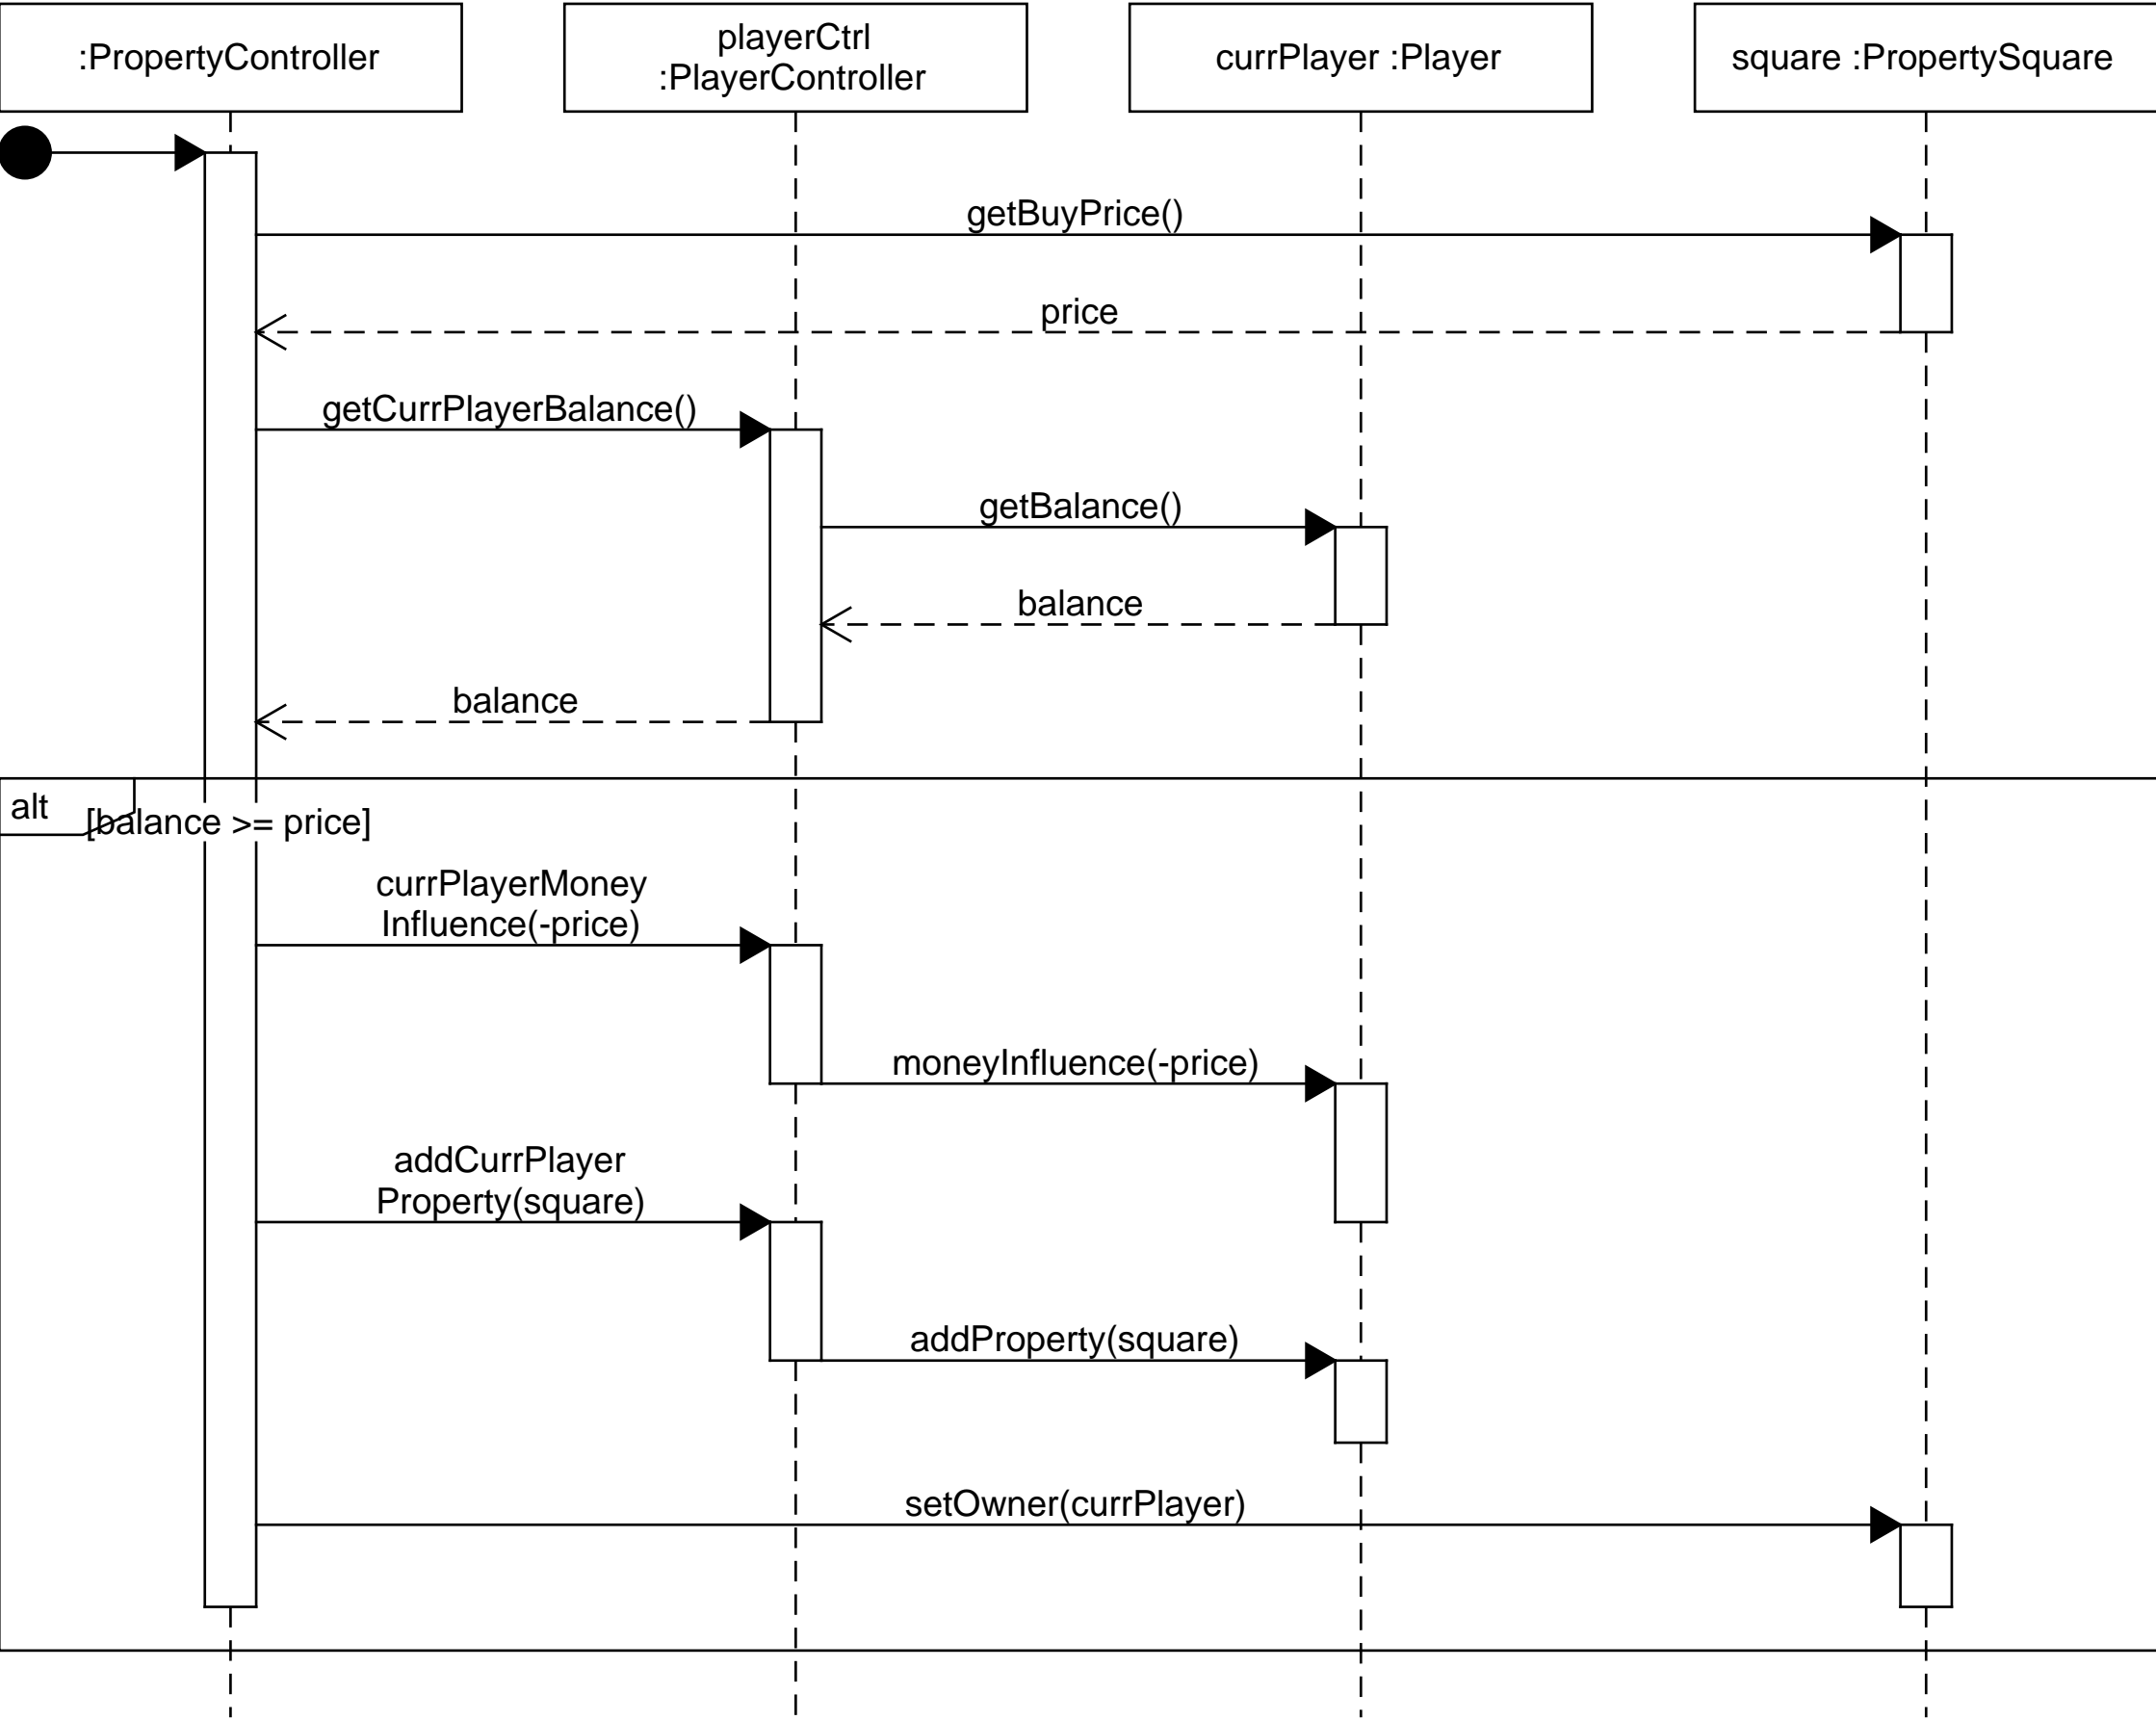 :PropertyController
playerCtrl
:PlayerController
currPlayer :Player
square :PropertySquare
getBuyPrice()
price
getCurrPlayerBalance()
getBalance()
balance
balance
alt
[balance >= price]
currPlayerMoney
Influence(-price)
moneyInfluence(-price)
addCurrPlayer
Property(square)
addProperty(square)
setOwner(currPlayer)